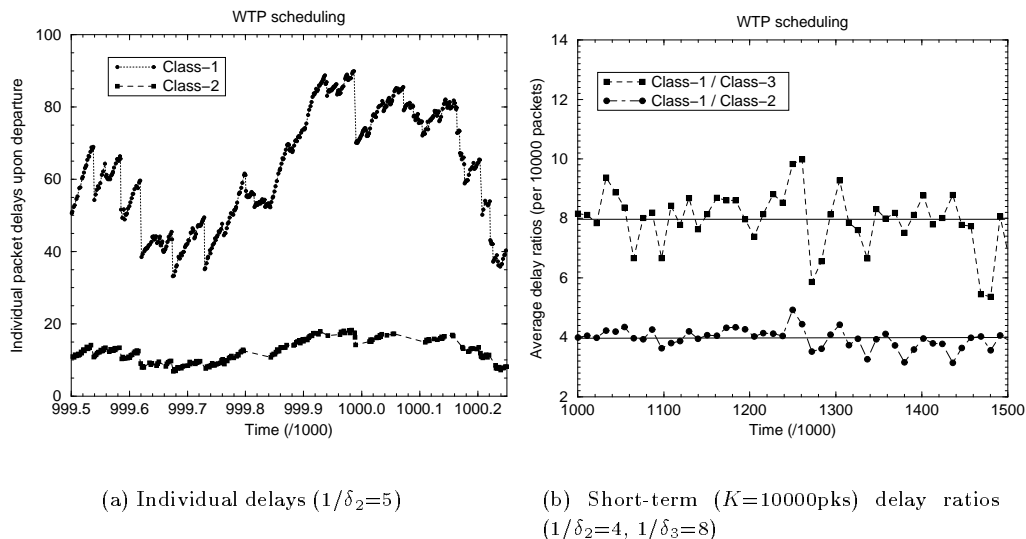 WTP scheduling
100
80
60
40
20
0
Individual packet delays upon departure
Class−1
Class−2
999.5 999.6 999.7 999.8 999.9 1000.0 1000.1 1000.2
Time (/1000)
(a) Individual delays (1/δ₂=5)
WTP scheduling
14
12
10
8
6
4
2
Average delay ratios (per 10000 packets)
Class−1 / Class−3
Class−1 / Class−2
1000 1100 1200 1300 1400 1500
Time (/1000)
(b) Short-term (K=10000pks) delay ratios
(1/δ₂=4, 1/δ₃=8)